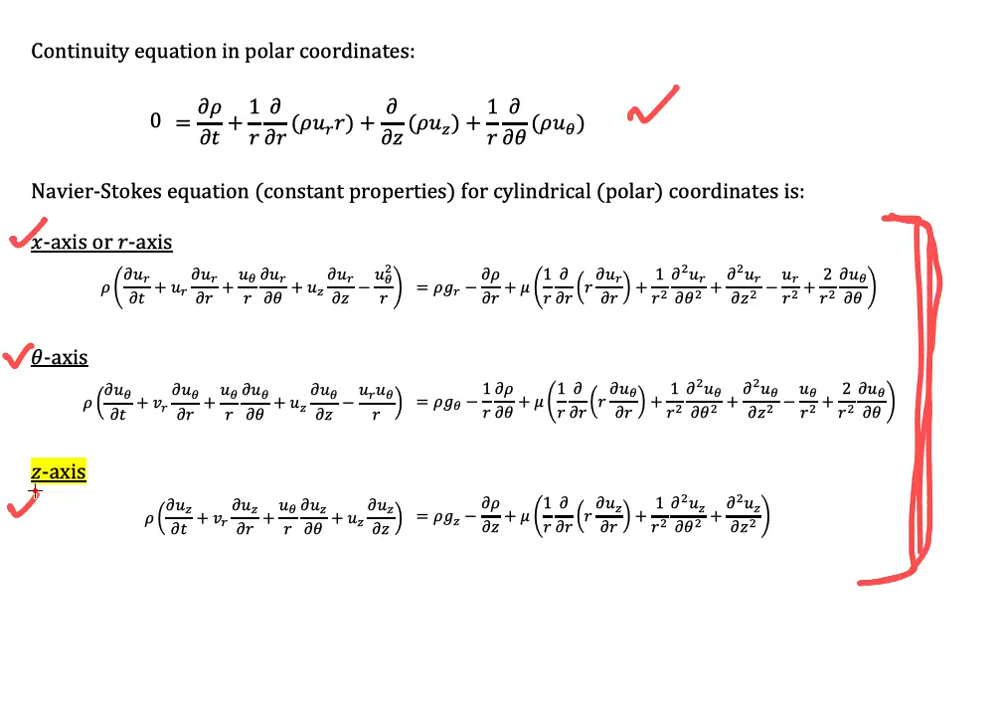 Continuity equation in polar coordinates:
0 = ∂ρ/∂t + 1/r ∂/∂r (ρu_r r) + ∂/∂z (ρu_z) + 1/r ∂/∂θ (ρu_θ)
Navier-Stokes equation (constant properties) for cylindrical (polar) coordinates is:
x-axis or r-axis
ρ(∂u_r/∂t + u_r ∂u_r/∂r + u_θ/r ∂u_r/∂θ + u_z ∂u_r/∂z − u_θ²/r) = ρg_r − ∂ρ/∂r + μ(1/r ∂/∂r (r ∂u_r/∂r) + 1/r² ∂²u_r/∂θ² + ∂²u_r/∂z² − u_r/r² + 2/r² ∂u_θ/∂θ)
θ-axis
ρ(∂u_θ/∂t + v_r ∂u_θ/∂r + u_θ/r ∂u_θ/∂θ + u_z ∂u_θ/∂z − u_r u_θ/r) = ρg_θ − 1/r ∂ρ/∂θ + μ(1/r ∂/∂r (r ∂u_θ/∂r) + 1/r² ∂²u_θ/∂θ² + ∂²u_θ/∂z² − u_θ/r² + 2/r² ∂u_θ/∂θ)
z-axis
ρ(∂u_z/∂t + v_r ∂u_z/∂r + u_θ/r ∂u_z/∂θ + u_z ∂u_z/∂z) = ρg_z − ∂ρ/∂z + μ(1/r ∂/∂r (r ∂u_z/∂r) + 1/r² ∂²u_z/∂θ² + ∂²u_z/∂z²)